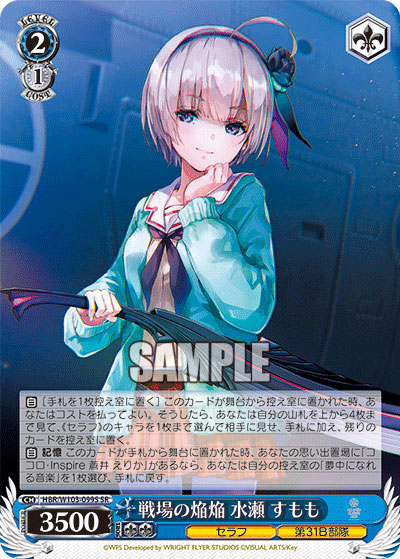 LEVEL
2
1
COST
SAMPLE
自 [手札を1枚控え室に置く] このカードが舞台から控え室に置かれた時、あ
なたはコストを払ってよい。そうしたら、あなたは自分の山札を上から4枚ま
で見て、《セラフ》のキャラを1枚まで選んで相手に見せ、手札に加え、残りの
カードを控え室に置く。
自 記憶 このカードが手札から舞台に置かれた時、あなたの思い出置場に「コ
コロ・Inspire 蒼井 えりか」があるなら、あなたは自分の控え室の「夢中になれ
る音楽」を1枚選び、手札に戻す。
CH HBR/W103-099S SR
戦場の焔焔 水瀬 すもも
3500
セラフ
第31B部隊
©WFS Developed by WRIGHT FLYER STUDIOS ©VISUAL ARTS/Key